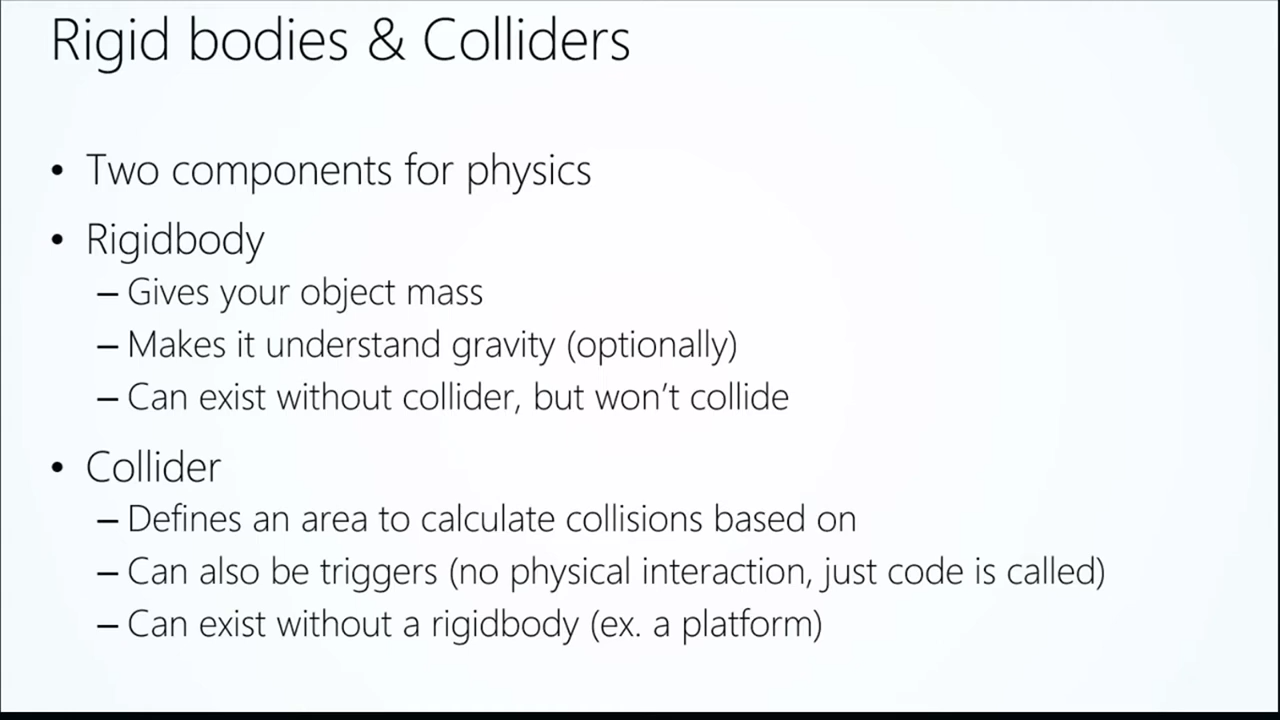 Rigid bodies & Colliders
• Two components for physics
• Rigidbody
– Gives your object mass
– Makes it understand gravity (optionally)
– Can exist without collider, but won’t collide
• Collider
– Defines an area to calculate collisions based on
– Can also be triggers (no physical interaction, just code is called)
– Can exist without a rigidbody (ex. a platform)